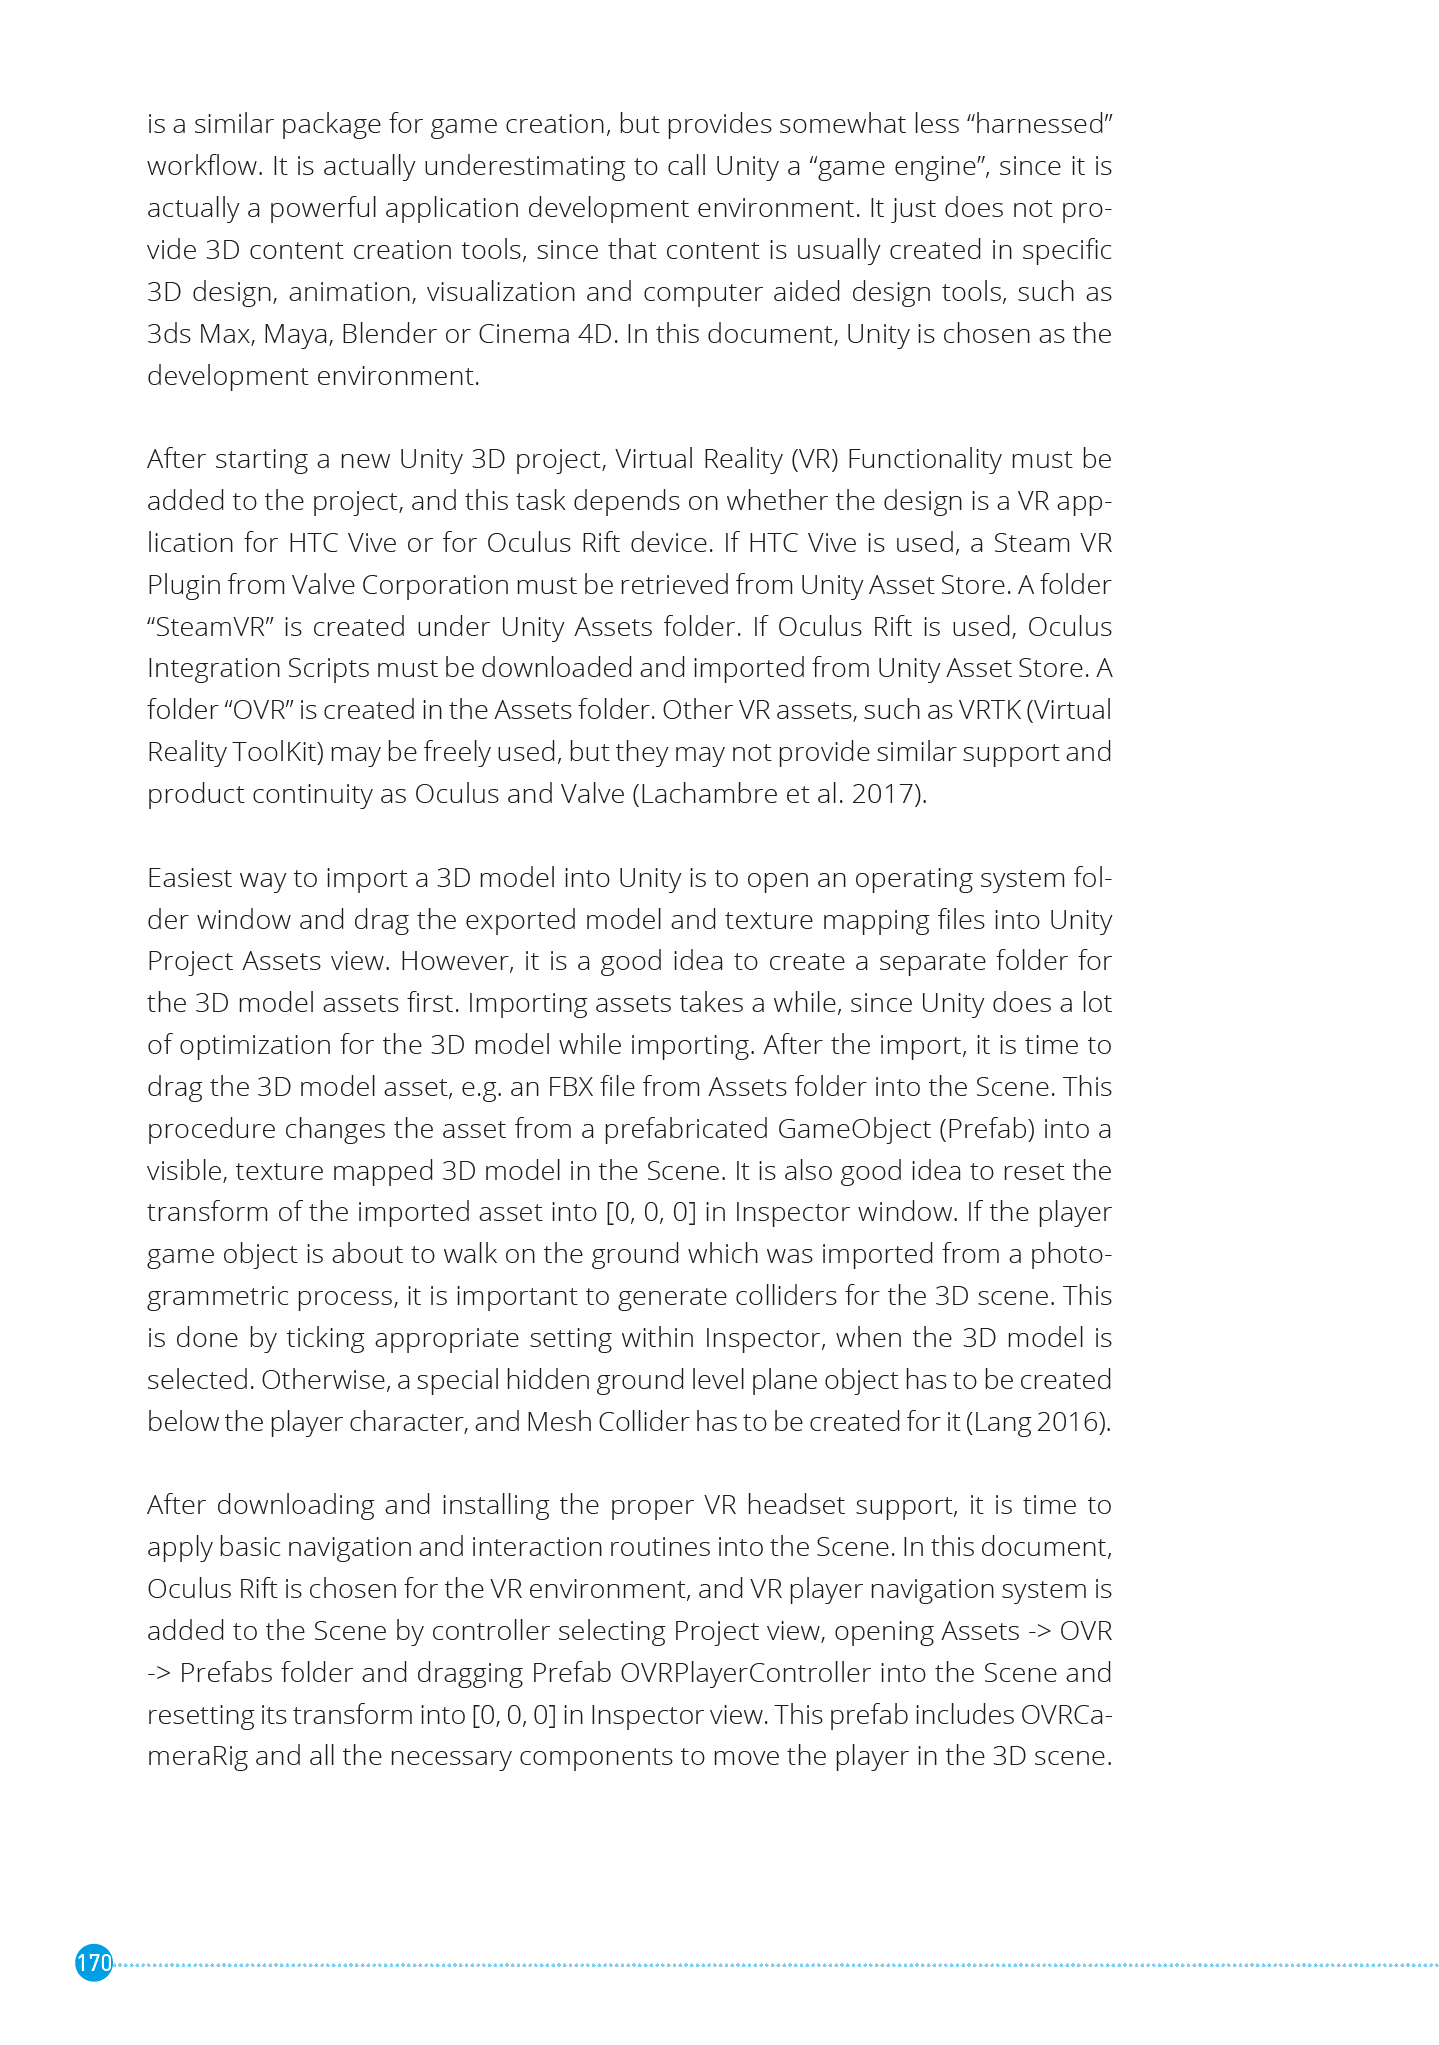 is a similar package for game creation, but provides somewhat less “harnessed”
workflow. It is actually underestimating to call Unity a “game engine”, since it is
actually a powerful application development environment. It just does not pro-
vide 3D content creation tools, since that content is usually created in specific
3D design, animation, visualization and computer aided design tools, such as
3ds Max, Maya, Blender or Cinema 4D. In this document, Unity is chosen as the
development environment.

After starting a new Unity 3D project, Virtual Reality (VR) Functionality must be
added to the project, and this task depends on whether the design is a VR app-
lication for HTC Vive or for Oculus Rift device. If HTC Vive is used, a Steam VR
Plugin from Valve Corporation must be retrieved from Unity Asset Store. A folder
“SteamVR” is created under Unity Assets folder. If Oculus Rift is used, Oculus
Integration Scripts must be downloaded and imported from Unity Asset Store. A
folder “OVR” is created in the Assets folder. Other VR assets, such as VRTK (Virtual
Reality ToolKit) may be freely used, but they may not provide similar support and
product continuity as Oculus and Valve (Lachambre et al. 2017).

Easiest way to import a 3D model into Unity is to open an operating system fol-
der window and drag the exported model and texture mapping files into Unity
Project Assets view. However, it is a good idea to create a separate folder for
the 3D model assets first. Importing assets takes a while, since Unity does a lot
of optimization for the 3D model while importing. After the import, it is time to
drag the 3D model asset, e.g. an FBX file from Assets folder into the Scene. This
procedure changes the asset from a prefabricated GameObject (Prefab) into a
visible, texture mapped 3D model in the Scene. It is also good idea to reset the
transform of the imported asset into [0, 0, 0] in Inspector window. If the player
game object is about to walk on the ground which was imported from a photo-
grammetric process, it is important to generate colliders for the 3D scene. This
is done by ticking appropriate setting within Inspector, when the 3D model is
selected. Otherwise, a special hidden ground level plane object has to be created
below the player character, and Mesh Collider has to be created for it (Lang 2016).

After downloading and installing the proper VR headset support, it is time to
apply basic navigation and interaction routines into the Scene. In this document,
Oculus Rift is chosen for the VR environment, and VR player navigation system is
added to the Scene by controller selecting Project view, opening Assets -> OVR
-> Prefabs folder and dragging Prefab OVRPlayerController into the Scene and
resetting its transform into [0, 0, 0] in Inspector view. This prefab includes OVRCa-
meraRig and all the necessary components to move the player in the 3D scene.

170